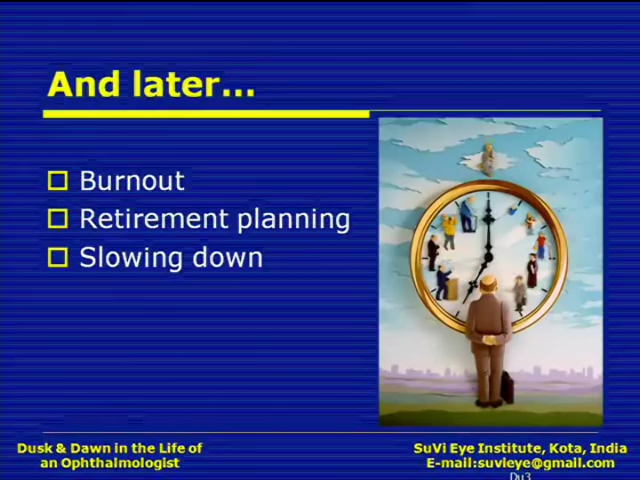 And later...
Burnout
Retirement planning
Slowing down
Dusk & Dawn in the Life of
an Ophthalmologist
SuVi Eye Institute, Kota, India
E-mail:suvieye@gmail.com
Du3